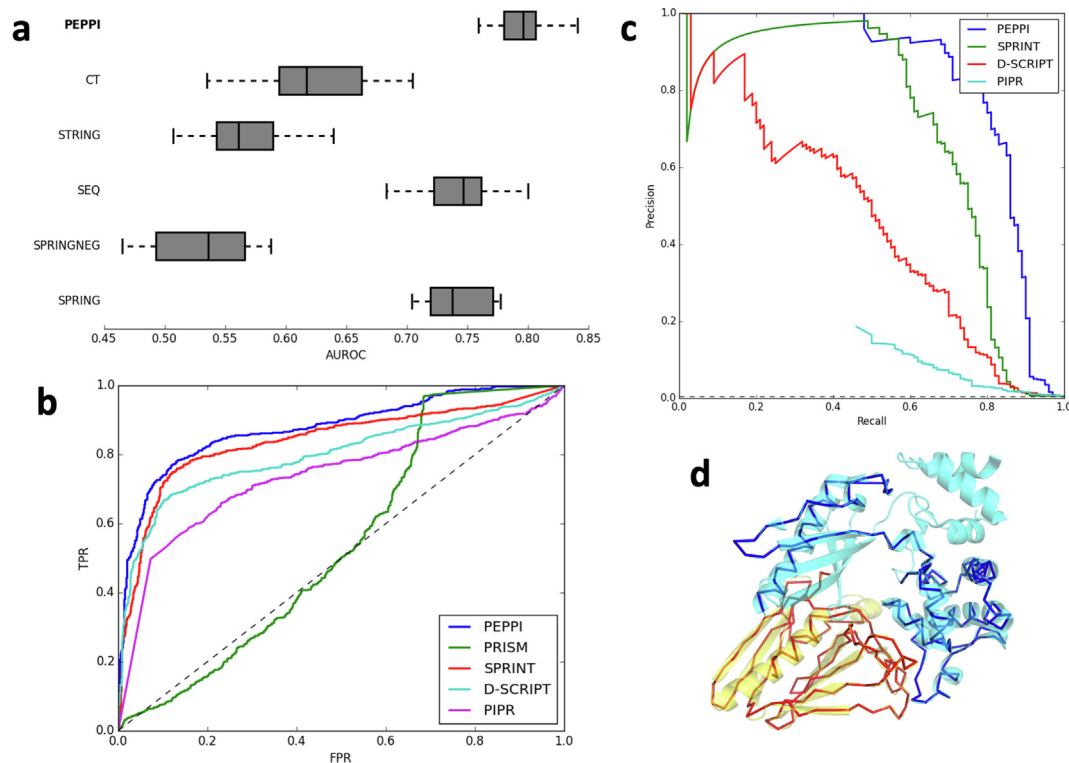 a
PEPPI
CT
STRING
SEQ
SPRINGNEG
SPRING
0.45 0.50 0.55 0.60 0.65 0.70 0.75 0.80 0.85
AUROC
b
1.0
0.8
0.6
0.4
0.2
0.0
TPR
0.0 0.2 0.4 0.6 0.8 1.0
FPR
PEPPI
PRISM
SPRINT
D-SCRIPT
PIPR
c
1.0
0.8
0.6
0.4
0.2
0.0
Precision
0.0 0.2 0.4 0.6 0.8 1.0
Recall
PEPPI
SPRINT
D-SCRIPT
PIPR
d